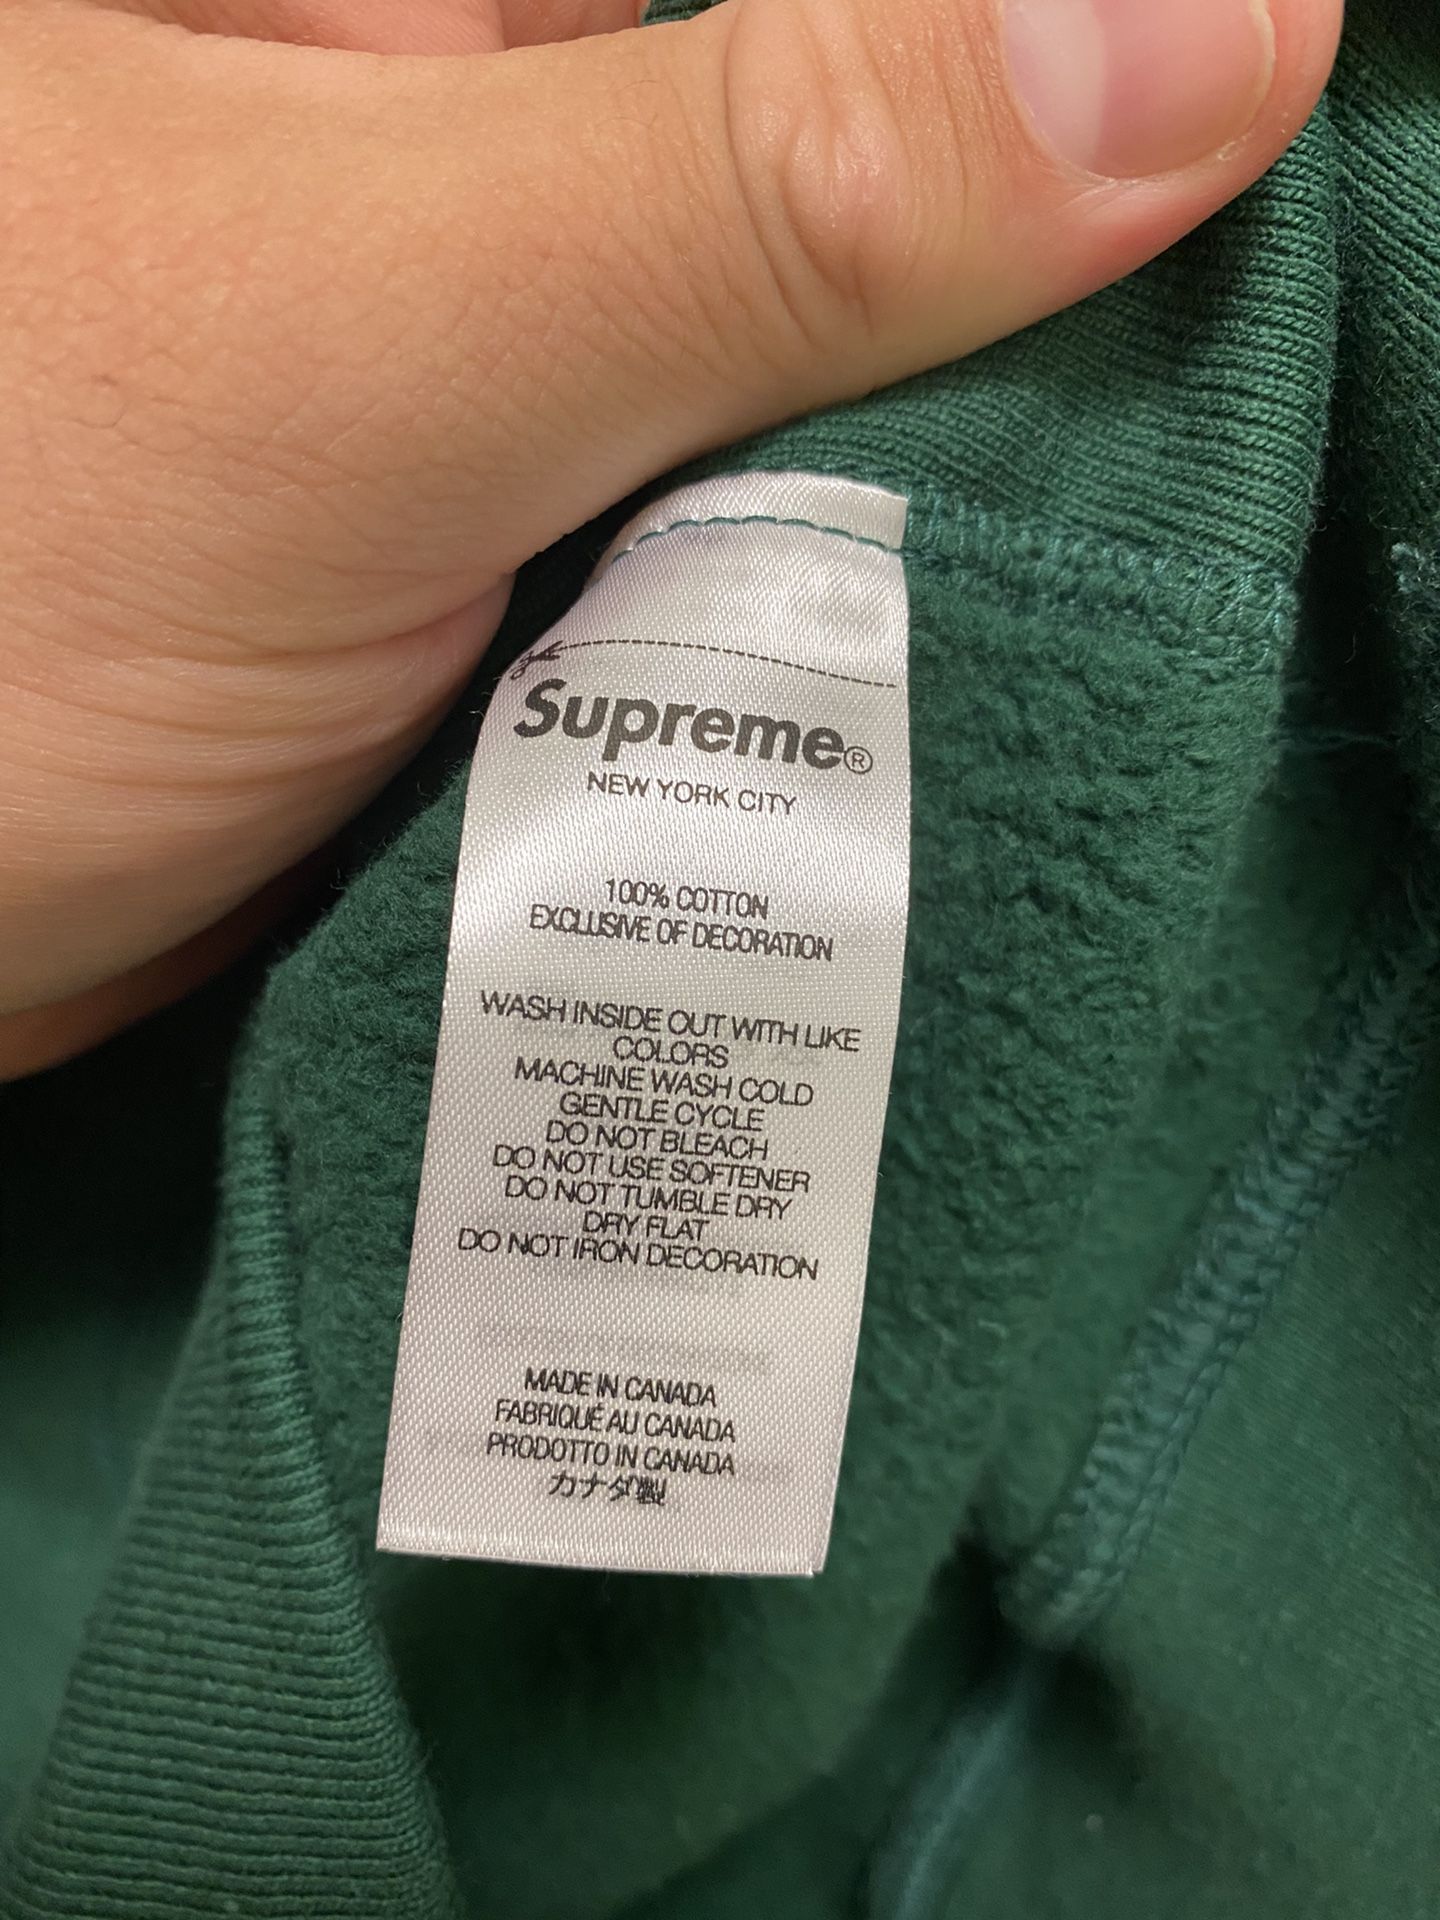 Supreme®
NEW YORK CITY
100% COTTON
EXCLUSIVE OF DECORATION
WASH INSIDE OUT WITH LIKE
COLORS
MACHINE WASH COLD
GENTLE CYCLE
DO NOT BLEACH
DO NOT USE SOFTENER
DO NOT TUMBLE DRY
DRY FLAT
DO NOT IRON DECORATION
MADE IN CANADA
FABRIQUÉ AU CANADA
PRODOTTO IN CANADA
カナダ製